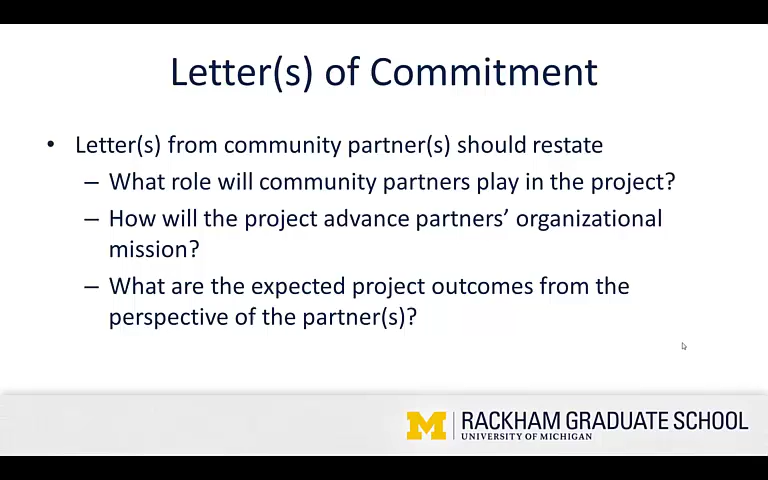 Letter(s) of Commitment
• Letter(s) from community partner(s) should restate
– What role will community partners play in the project?
– How will the project advance partners’ organizational
mission?
– What are the expected project outcomes from the
perspective of the partner(s)?
M RACKHAM GRADUATE SCHOOL
UNIVERSITY OF MICHIGAN